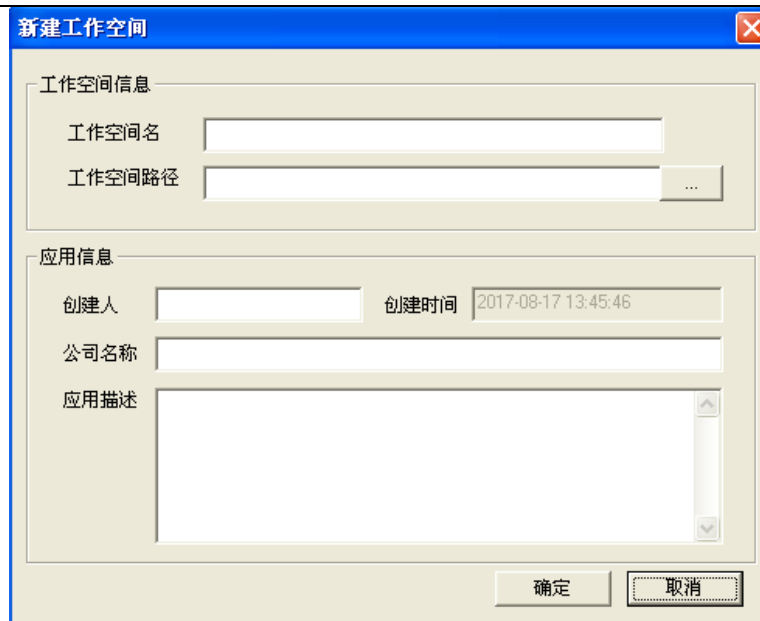 新建工作空间
工作空间信息
工作空间名
工作空间路径 ...
应用信息
创建人 创建时间 2017-08-17 13:45:46
公司名称
应用描述
确定 取消